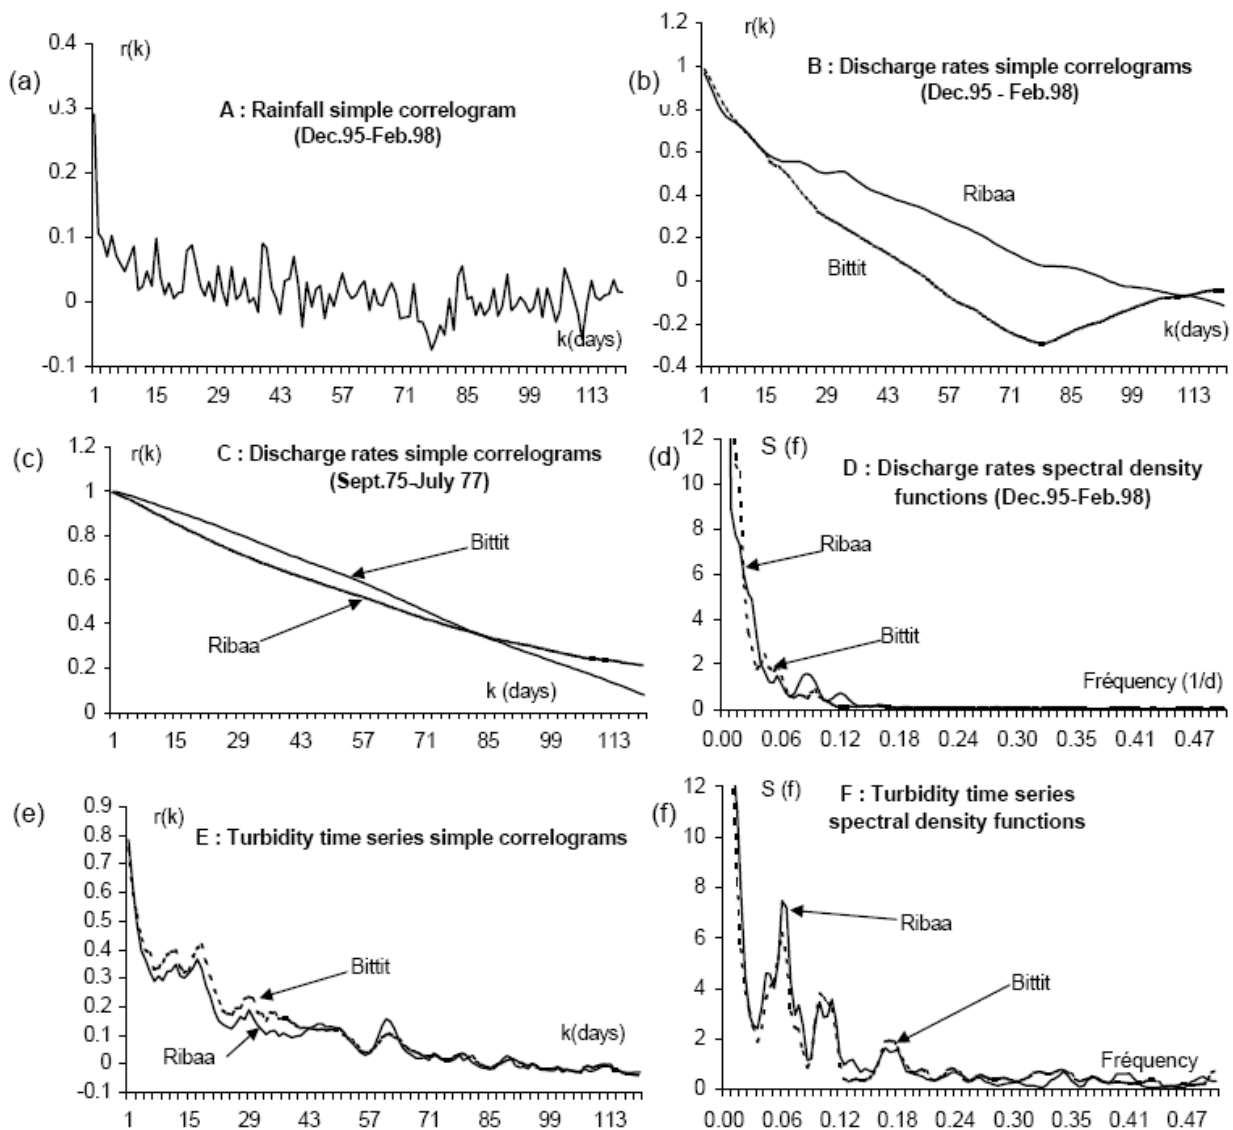 (a)
r(k)
A : Rainfall simple correlogram
(Dec.95-Feb.98)
0.4
0.3
0.2
0.1
0
-0.1
k(days)
1 15 29 43 57 71 85 99 113
(b)
r(k)
B : Discharge rates simple correlograms
(Dec.95 - Feb.98)
1.2
1
0.8
0.6
0.4
0.2
0
-0.2
-0.4
Ribaa
Bittit
k(days)
1 15 29 43 57 71 85 99 113
(c)
r(k)
C : Discharge rates simple correlograms
(Sept.75-July 77)
1.2
1
0.8
0.6
0.4
0.2
0
Bittit
Ribaa
k (days)
1 15 29 43 57 71 85 99 113
(d)
S (f)
D : Discharge rates spectral density
functions (Dec.95-Feb.98)
12
10
8
6
4
2
0
Ribaa
Bittit
Fréquency (1/d)
0.00 0.06 0.12 0.18 0.24 0.30 0.35 0.41 0.47
(e)
r(k)
E : Turbidity time series simple correlograms
0.9
0.8
0.7
0.6
0.5
0.4
0.3
0.2
0.1
0
-0.1
Bittit
Ribaa
k(days)
1 15 29 43 57 71 85 99 113
(f)
S (f)
F : Turbidity time series
spectral density functions
12
10
8
6
4
2
0
Ribaa
Bittit
Fréquency
0.00 0.06 0.12 0.18 0.24 0.30 0.35 0.41 0.47